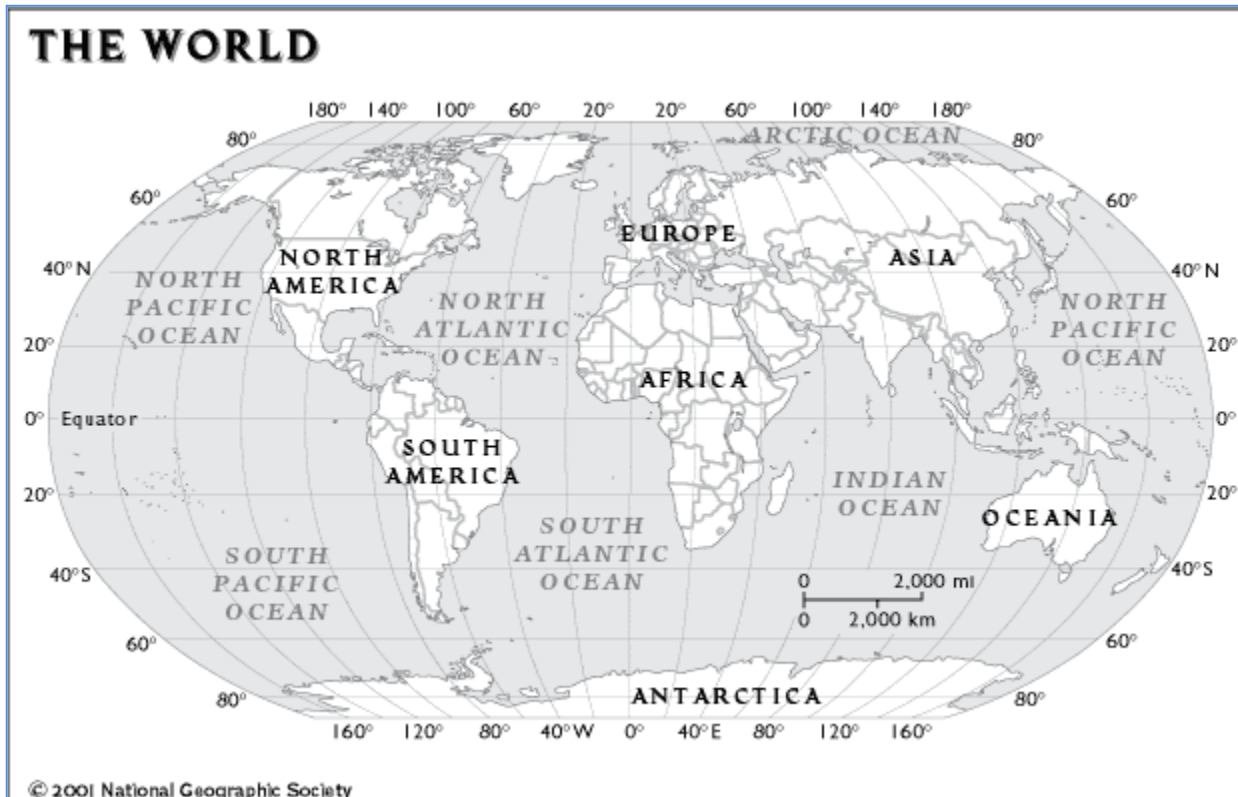 THE WORLD
180° 140° 100° 60° 20° 20° 60° 100° 140° 180°
80° ARCTIC OCEAN 80°
60° 60°
EUROPE
NORTH ASIA
40° N AMERICA 40° N
NORTH
PACIFIC
OCEAN
NORTH
ATLANTIC
OCEAN
NORTH
PACIFIC
OCEAN
20° 20°
AFRICA
0° Equator 0°
SOUTH
AMERICA
INDIAN
OCEAN
20° 20°
OCEANIA
SOUTH
ATLANTIC
OCEAN
SOUTH
PACIFIC
OCEAN
40°S 40°S
0 2,000 mi
0 2,000 km
60° 60°
ANTARCTICA
80° 80°
160° 120° 80° 40°W 0° 40°E 80° 120° 160°
© 2001 National Geographic Society